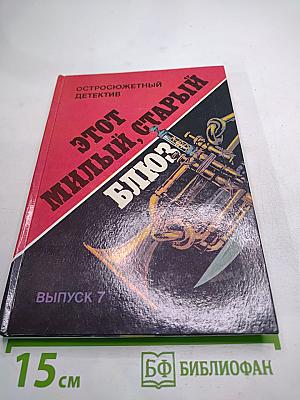 ОСТРОСЮЖЕТНЫЙ
ДЕТЕКТИВ
ЭТОТ
МИЛЫЙ, СТАРЫЙ
БЛЮЗ
ВЫПУСК 7
15 см
БФ БИБЛИОФАН